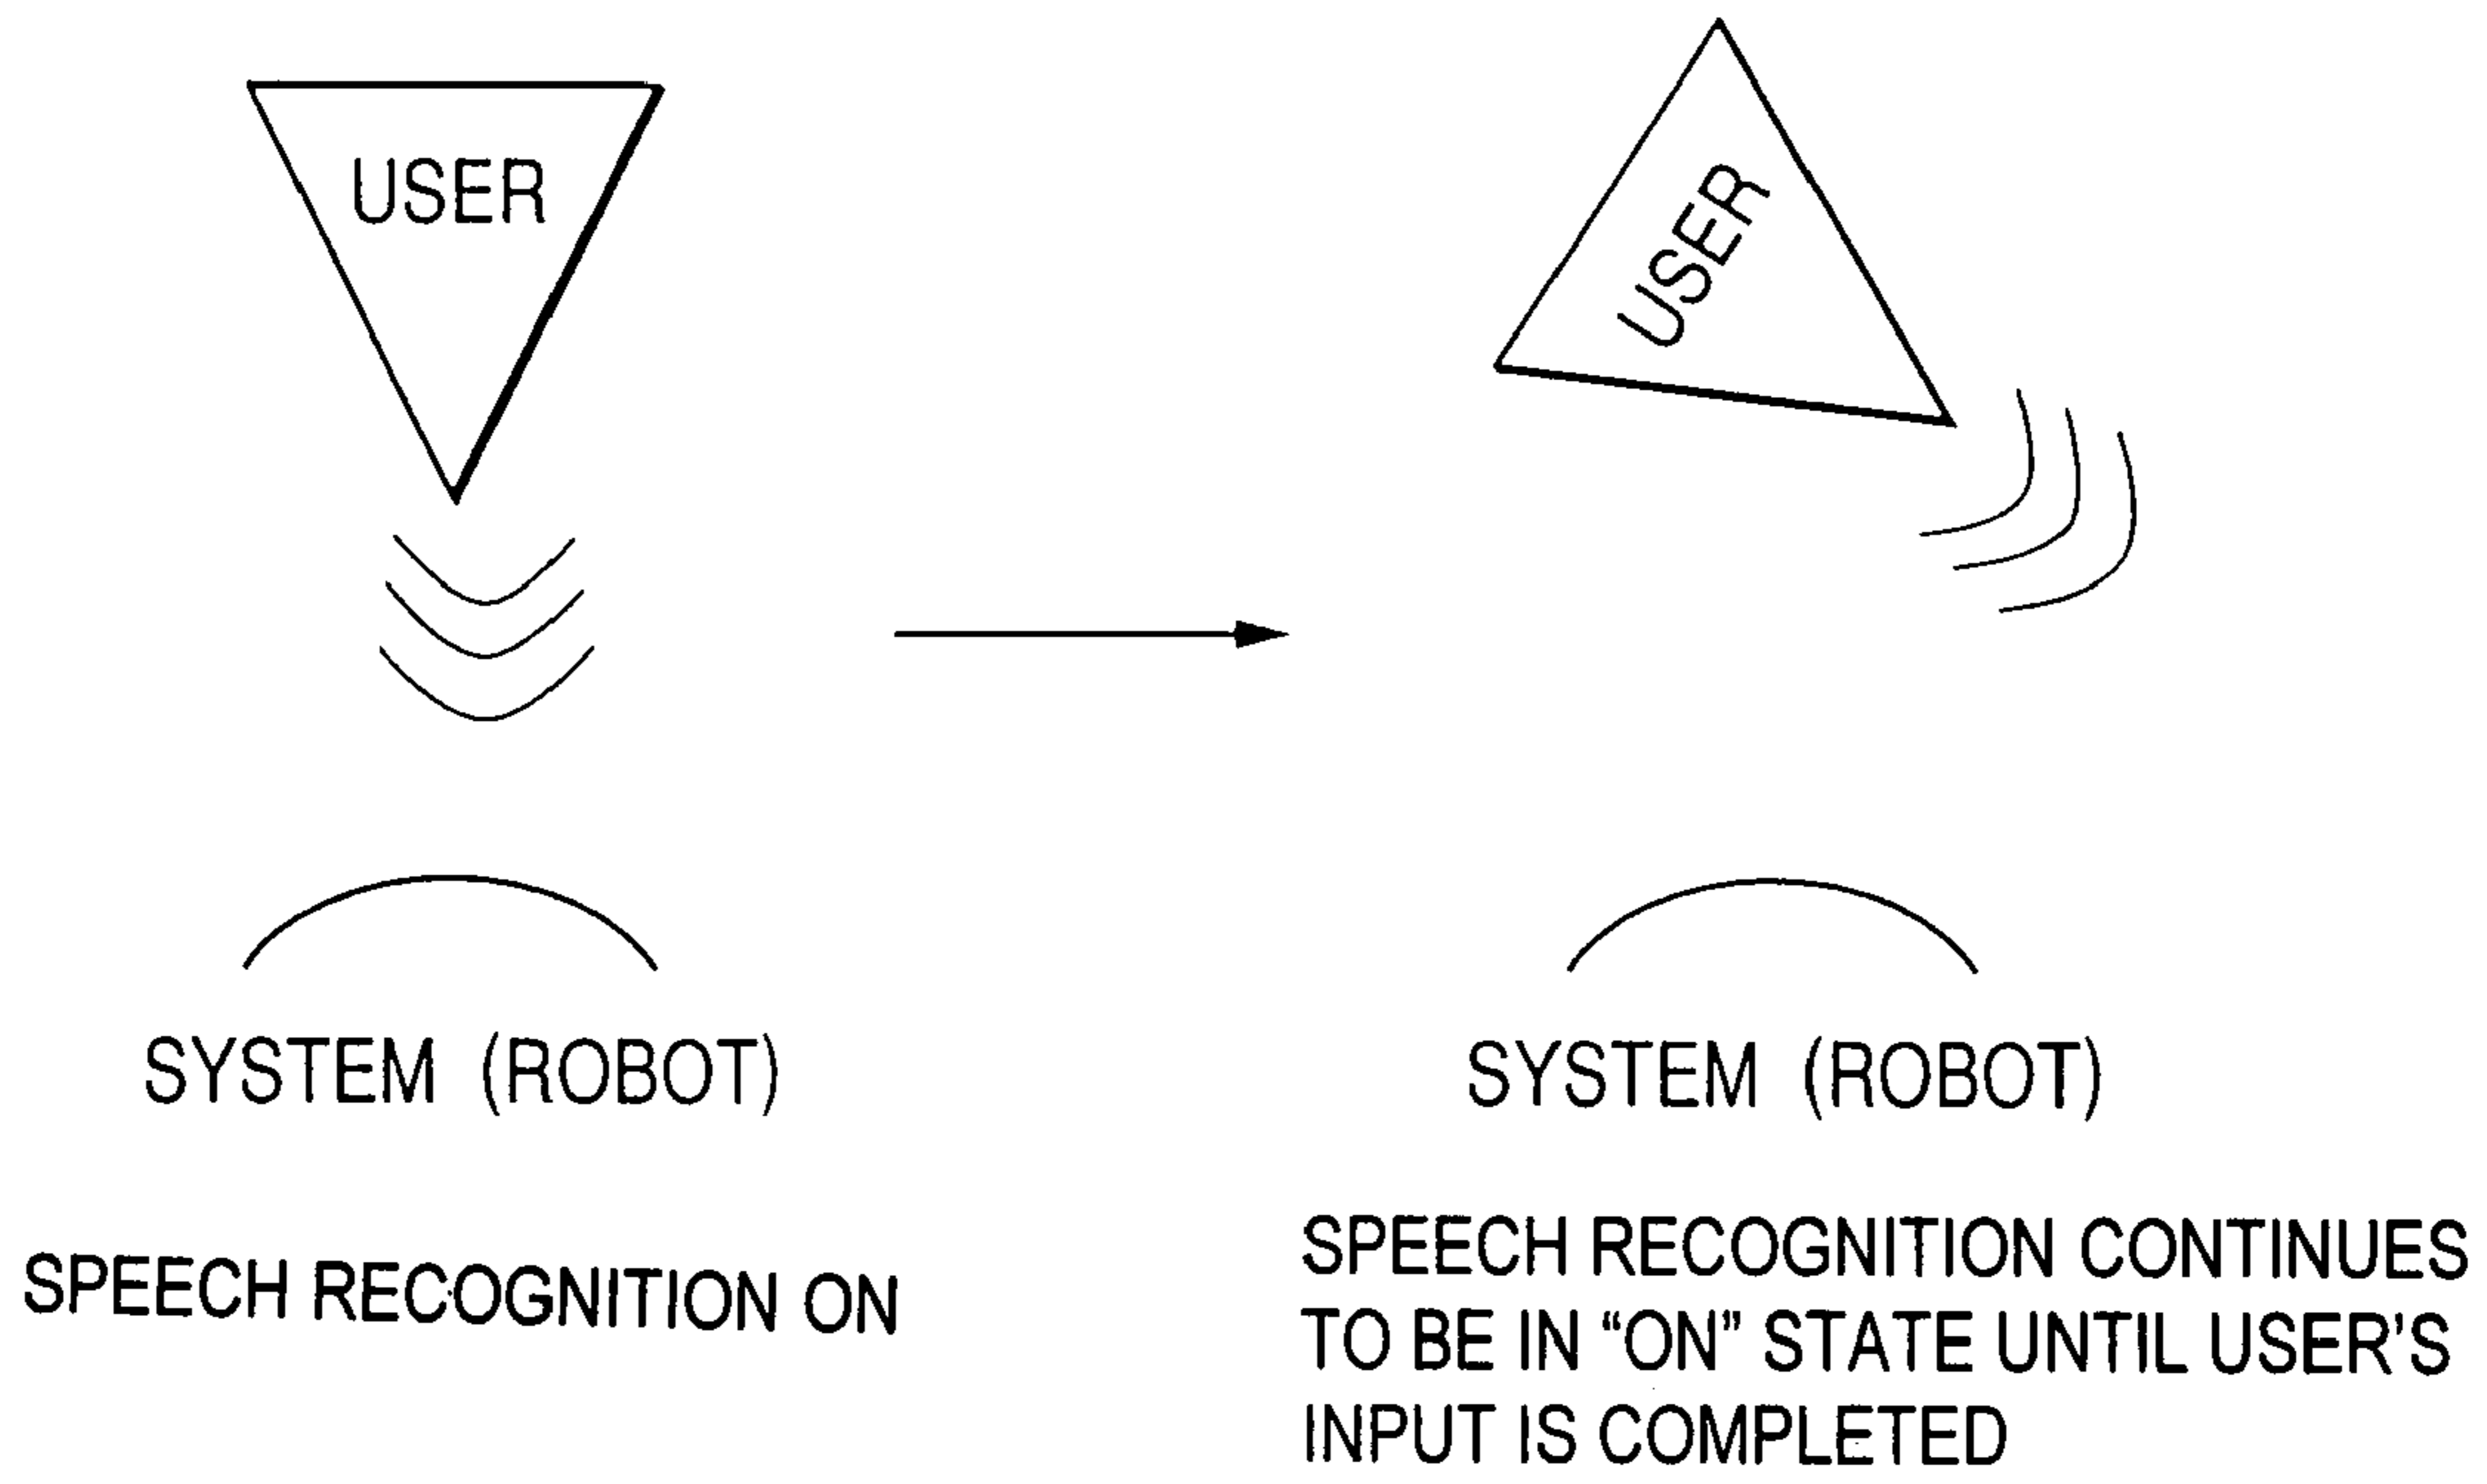 USER
SYSTEM (ROBOT)
SPEECH RECOGNITION ON
USER
SYSTEM (ROBOT)
SPEECH RECOGNITION CONTINUES
TO BE IN “ON” STATE UNTIL USER’S
INPUT IS COMPLETED